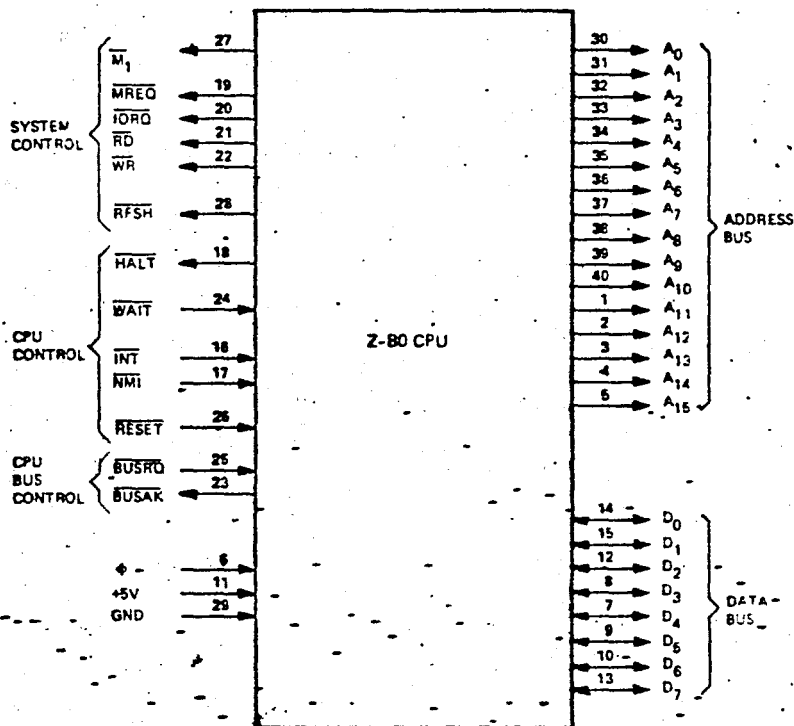 27 M̅₁
19 MREQ
20 IORQ
21 RD
22 WR
28 RFSH
SYSTEM
CONTROL
18 HALT
24 WAIT
16 INT
17 NMI
26 RESET
CPU
CONTROL
25 BUSRQ
23 BUSAK
CPU
BUS
CONTROL
6 Φ
11 +5V
29 GND
Z-80 CPU
30 A₀
31 A₁
32 A₂
33 A₃
34 A₄
35 A₅
36 A₆
37 A₇
38 A₈
39 A₉
40 A₁₀
1 A₁₁
2 A₁₂
3 A₁₃
4 A₁₄
5 A₁₅
ADDRESS
BUS
14 D₀
15 D₁
12 D₂
8 D₃
7 D₄
9 D₅
10 D₆
13 D₇
DATA
BUS